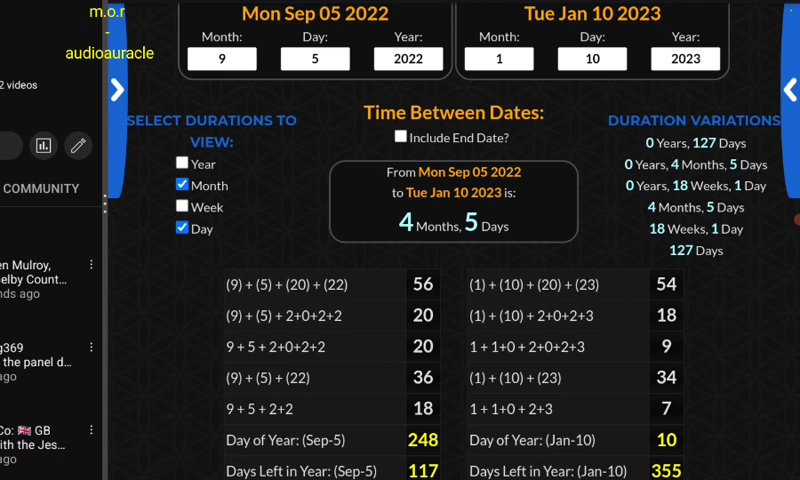 m.o.r
-
audioauracle
2 videos
COMMUNITY
en Mulroy,
elby Count...
nds ago
g369
the panel d...
ago
Co: 🇬🇧 GB
ith the Jes...
ago
Mon Sep 05 2022
Month: Day: Year:
9 5 2022
Tue Jan 10 2023
Month: Day: Year:
1 10 2023
SELECT DURATIONS TO
VIEW:
Year
Month
Week
Day
Time Between Dates:
Include End Date?
From Mon Sep 05 2022
to Tue Jan 10 2023 is:
4 Months, 5 Days
DURATION VARIATIONS
0 Years, 127 Days
0 Years, 4 Months, 5 Days
0 Years, 18 Weeks, 1 Day
4 Months, 5 Days
18 Weeks, 1 Day
127 Days
(9) + (5) + (20) + (22) 56
(9) + (5) + 2+0+2+2 20
9 + 5 + 2+0+2+2 20
(9) + (5) + (22) 36
9 + 5 + 2+2 18
Day of Year: (Sep-5) 248
Days Left in Year: (Sep-5) 117
(1) + (10) + (20) + (23) 54
(1) + (10) + 2+0+2+3 18
1 + 1+0 + 2+0+2+3 9
(1) + (10) + (23) 34
1 + 1+0 + 2+3 7
Day of Year: (Jan-10) 10
Days Left in Year: (Jan-10) 355